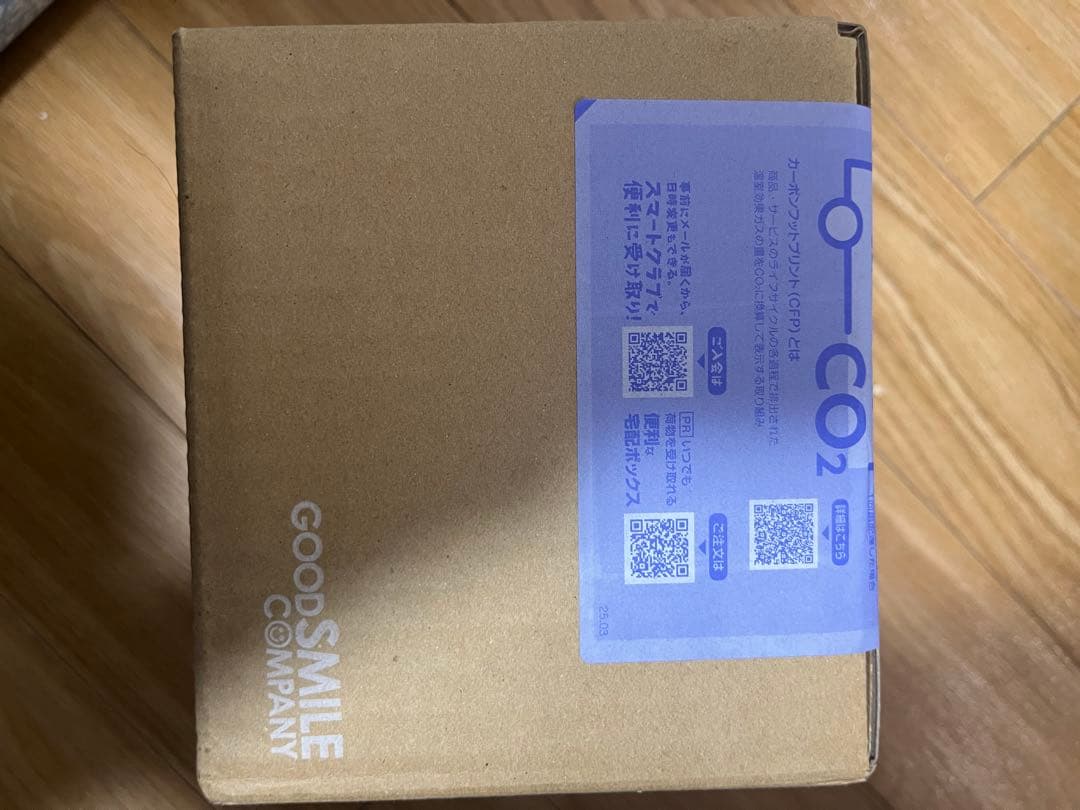 CO2
カーボンフットプリント(CFP)とは
商品・サービスのライフサイクルの各過程で排出された
温室効果ガスの量をCO₂に換算して表示する取り組み
詳細はこちら
事前にメールが届くから、
日時変更もできる。
スマートクラブで
便利に受け取り!
ご入会は
PR いつでも
荷物を受け取れる
便利な
宅配ボックス
ご注文は
25.03
GOODSMILE
COMPANY